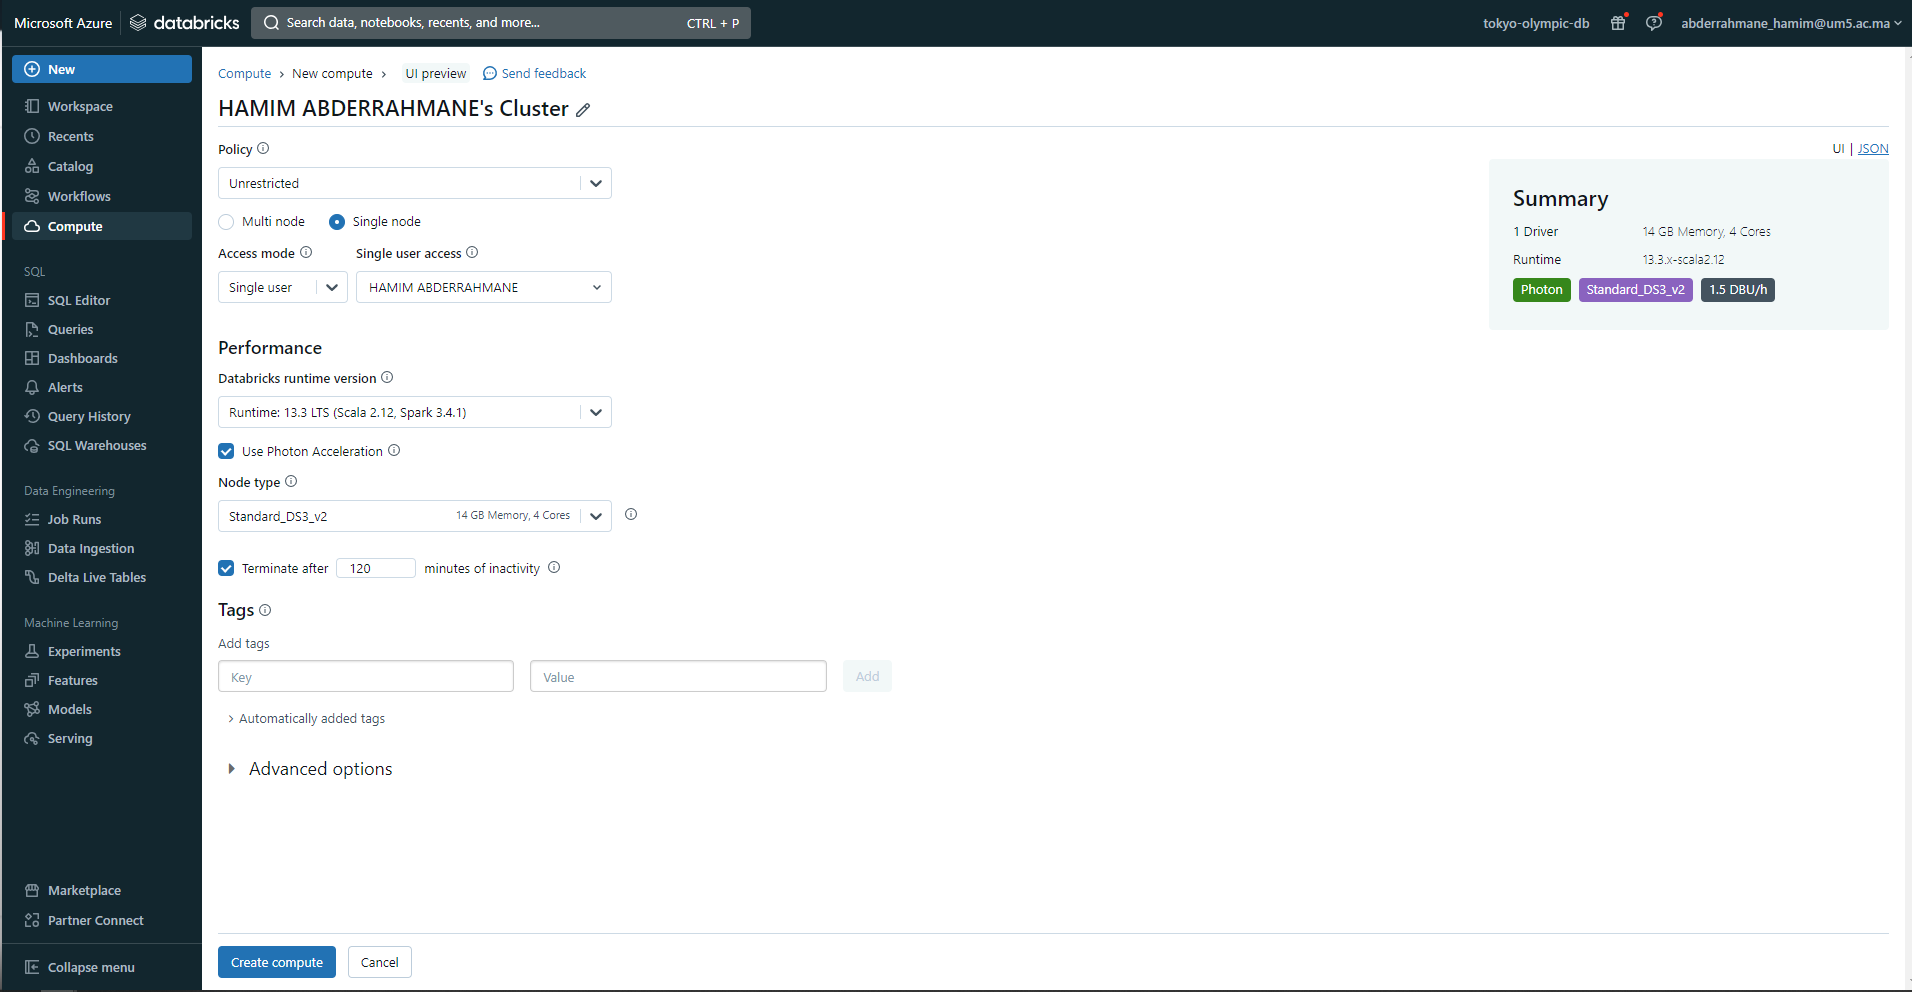 Microsoft Azure databricks Search data, notebooks, recents, and more... CTRL + P tokyo-olympic-db abderrahmane_hamim@um5.ac.ma
New
Workspace
Recents
Catalog
Workflows
Compute
SQL
SQL Editor
Queries
Dashboards
Alerts
Query History
SQL Warehouses
Data Engineering
Job Runs
Data Ingestion
Delta Live Tables
Machine Learning
Experiments
Features
Models
Serving
Marketplace
Partner Connect
Collapse menu
Compute > New compute > UI preview Send feedback
HAMIM ABDERRAHMANE's Cluster
Policy
Unrestricted
Multi node Single node
Access mode Single user access
Single user HAMIM ABDERRAHMANE
Performance
Databricks runtime version
Runtime: 13.3 LTS (Scala 2.12, Spark 3.4.1)
Use Photon Acceleration
Node type
Standard_DS3_v2 14 GB Memory, 4 Cores
Terminate after 120 minutes of inactivity
Tags
Add tags
Key Value Add
Automatically added tags
Advanced options
Create compute Cancel
UI | JSON
Summary
1 Driver 14 GB Memory, 4 Cores
Runtime 13.3.x-scala2.12
Photon Standard_DS3_v2 1.5 DBU/h